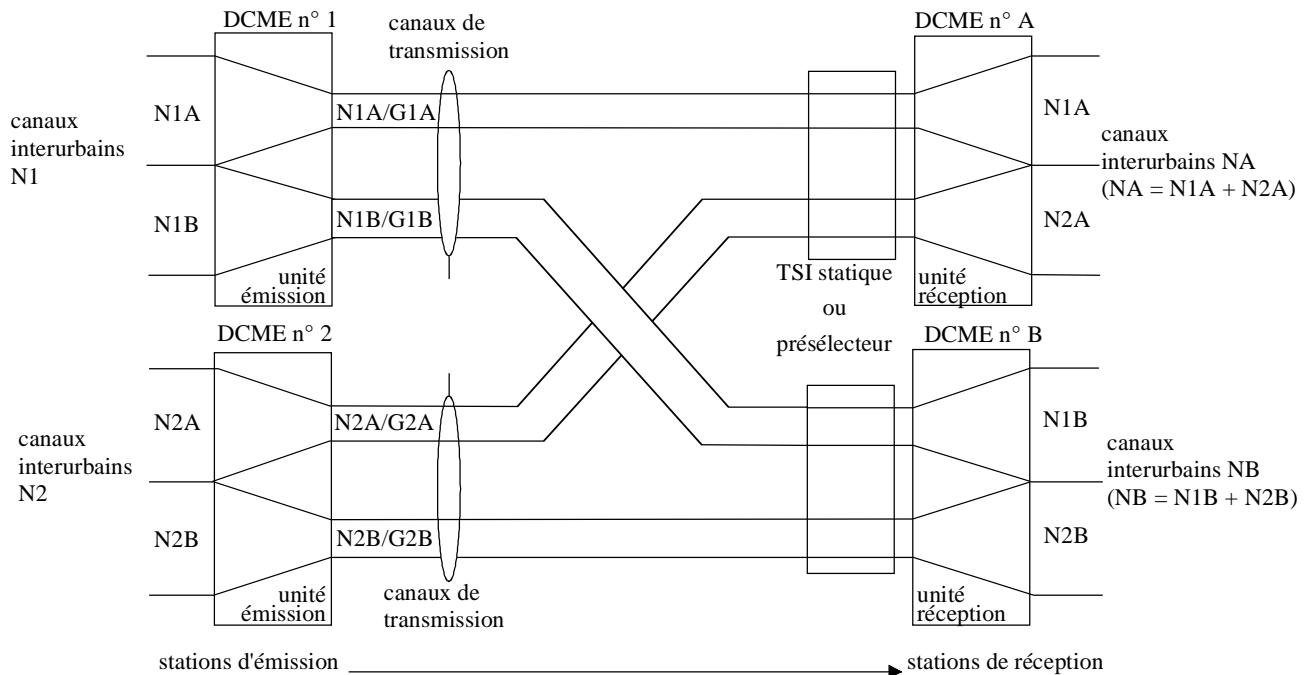 DCME n° 1
canaux de
transmission
DCME n° A
N1A
N1A/G1A
N1A
canaux
interurbains
N1
canaux
interurbains NA
(NA = N1A + N2A)
N1B
N1B/G1B
N2A
unité
émission
TSI statique
ou
présélecteur
unité
réception
DCME n° 2
DCME n° B
N2A
N2A/G2A
N1B
canaux
interurbains
N2
canaux
interurbains NB
(NB = N1B + N2B)
N2B
N2B/G2B
N2B
unité
émission
canaux de
transmission
unité
réception
stations d'émission
stations de réception